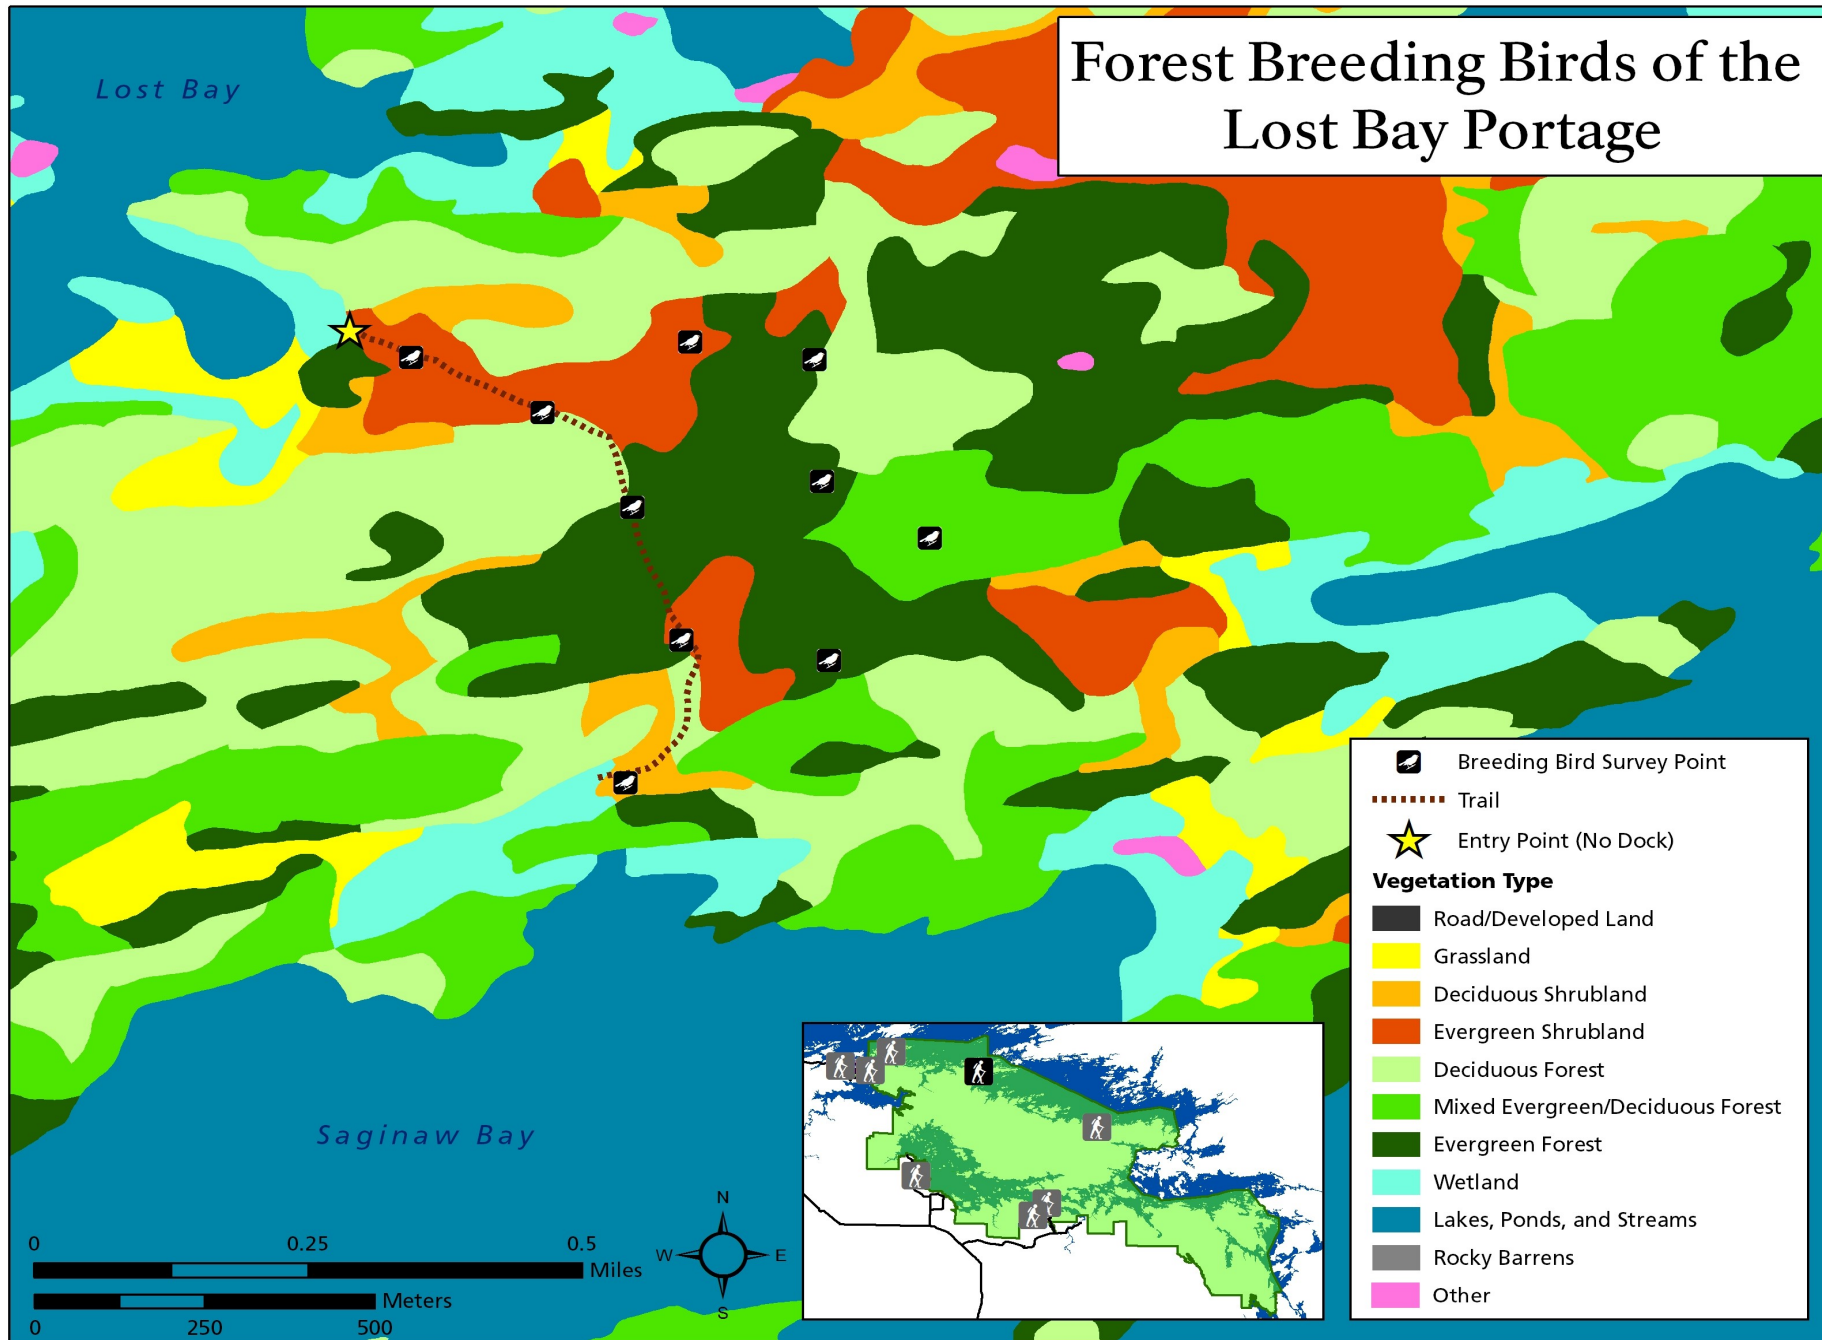 Forest Breeding Birds of the
Lost Bay Portage
Lost Bay
Breeding Bird Survey Point
Trail
Entry Point (No Dock)
Vegetation Type
Road/Developed Land
Grassland
Deciduous Shrubland
Evergreen Shrubland
Deciduous Forest
Mixed Evergreen/Deciduous Forest
Evergreen Forest
Wetland
Lakes, Ponds, and Streams
Rocky Barrens
Other
Saginaw Bay
N
W E
S
0 0.25 0.5
Miles
Meters
0 250 500